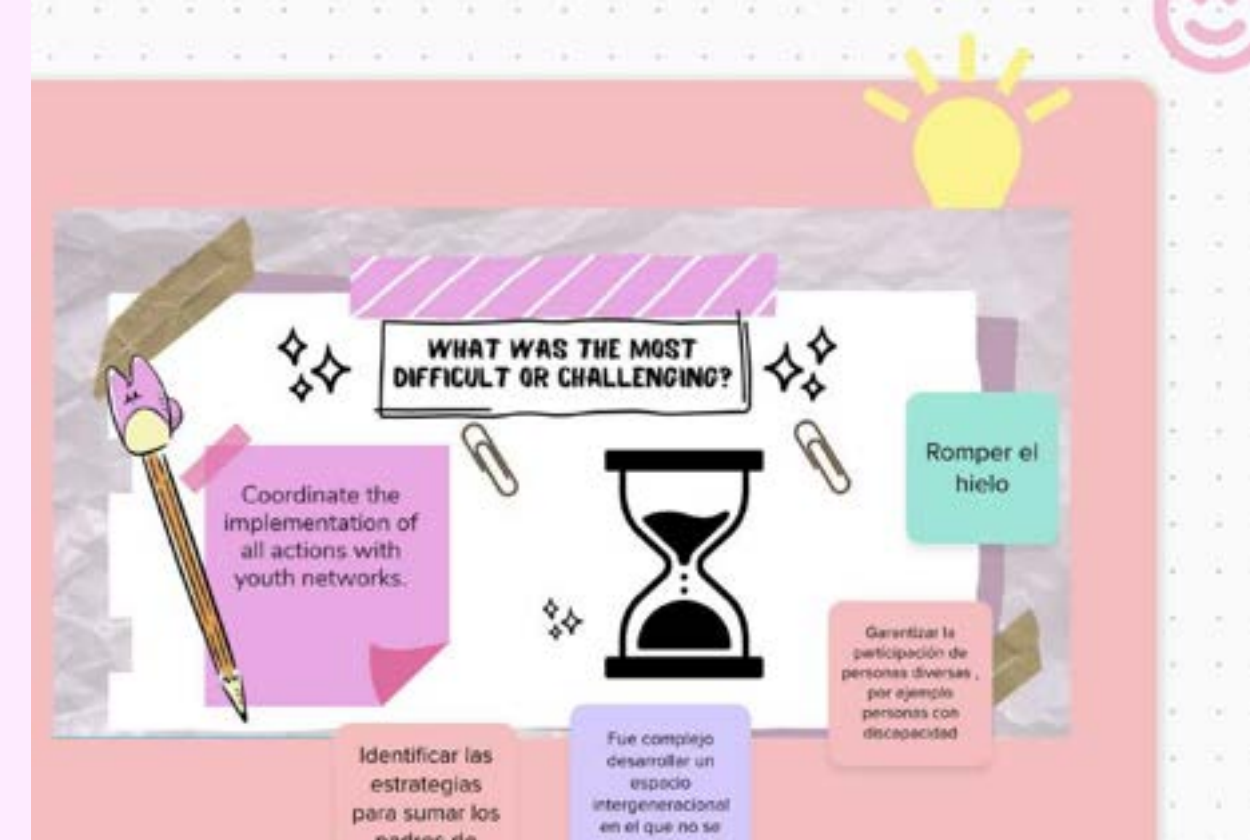 WHAT WAS THE MOST
DIFFICULT OR CHALLENGING?
Coordinate the
implementation of
all actions with
youth networks.
Romper el
hielo
Garantizar la
participación de
personas diversas ,
por ejemplo
personas con
discapacidad
Identificar las
estrategias
para sumar los
padres de
Fue complejo
desarrollar un
espacio
intergeneracional
en el que no se